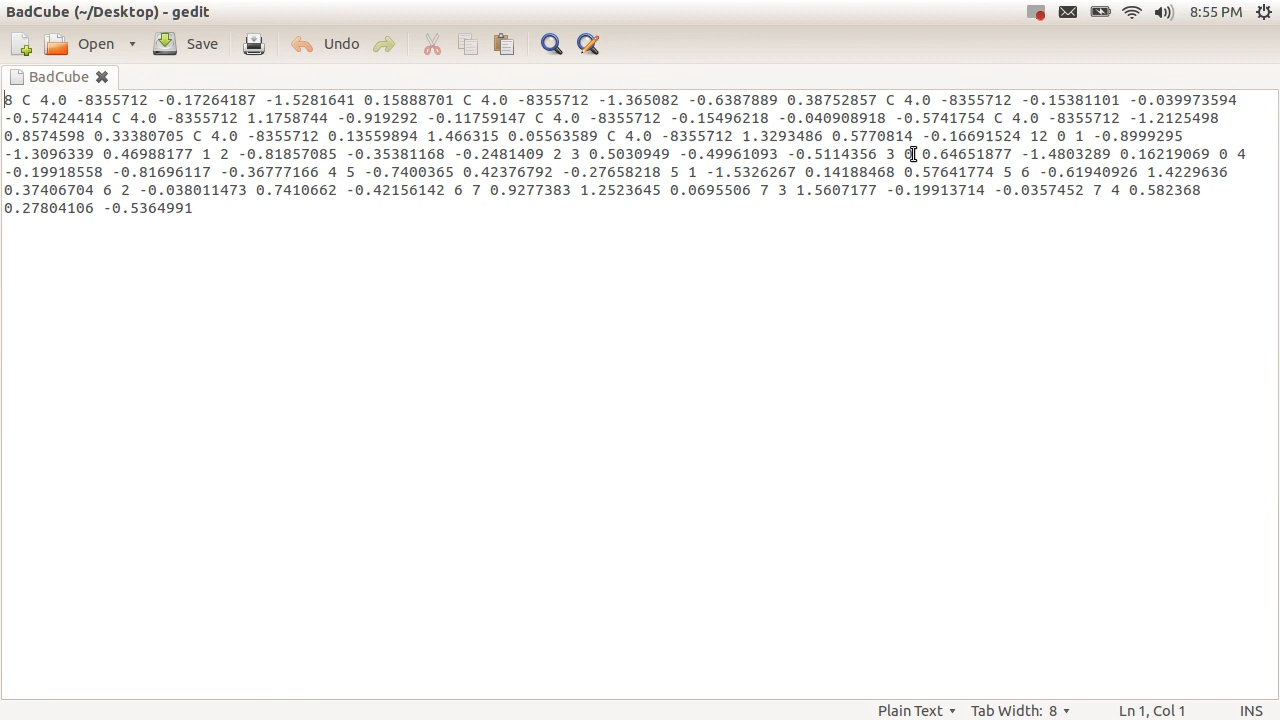 BadCube (~/Desktop) - gedit 8:55 PM
Open Save Undo
BadCube
8 C 4.0 -8355712 -0.17264187 -1.5281641 0.15888701 C 4.0 -8355712 -1.365082 -0.6387889 0.38752857 C 4.0 -8355712 -0.15381101 -0.039973594
-0.57424414 C 4.0 -8355712 1.1758744 -0.919292 -0.11759147 C 4.0 -8355712 -0.15496218 -0.040908918 -0.5741754 C 4.0 -8355712 -1.2125498
0.8574598 0.33380705 C 4.0 -8355712 0.13559894 1.466315 0.05563589 C 4.0 -8355712 1.3293486 0.5770814 -0.16691524 12 0 1 -0.8999295
-1.3096339 0.46988177 1 2 -0.81857085 -0.35381168 -0.2481409 2 3 0.5030949 -0.49961093 -0.5114356 3 0 0.64651877 -1.4803289 0.16219069 0 4
-0.19918558 -0.81696117 -0.36777166 4 5 -0.7400365 0.42376792 -0.27658218 5 1 -1.5326267 0.14188468 0.57641774 5 6 -0.61940926 1.4229636
0.37406704 6 2 -0.038011473 0.7410662 -0.42156142 6 7 0.9277383 1.2523645 0.0695506 7 3 1.5607177 -0.19913714 -0.0357452 7 4 0.582368
0.27804106 -0.5364991
Plain Text Tab Width: 8 Ln 1, Col 1 INS